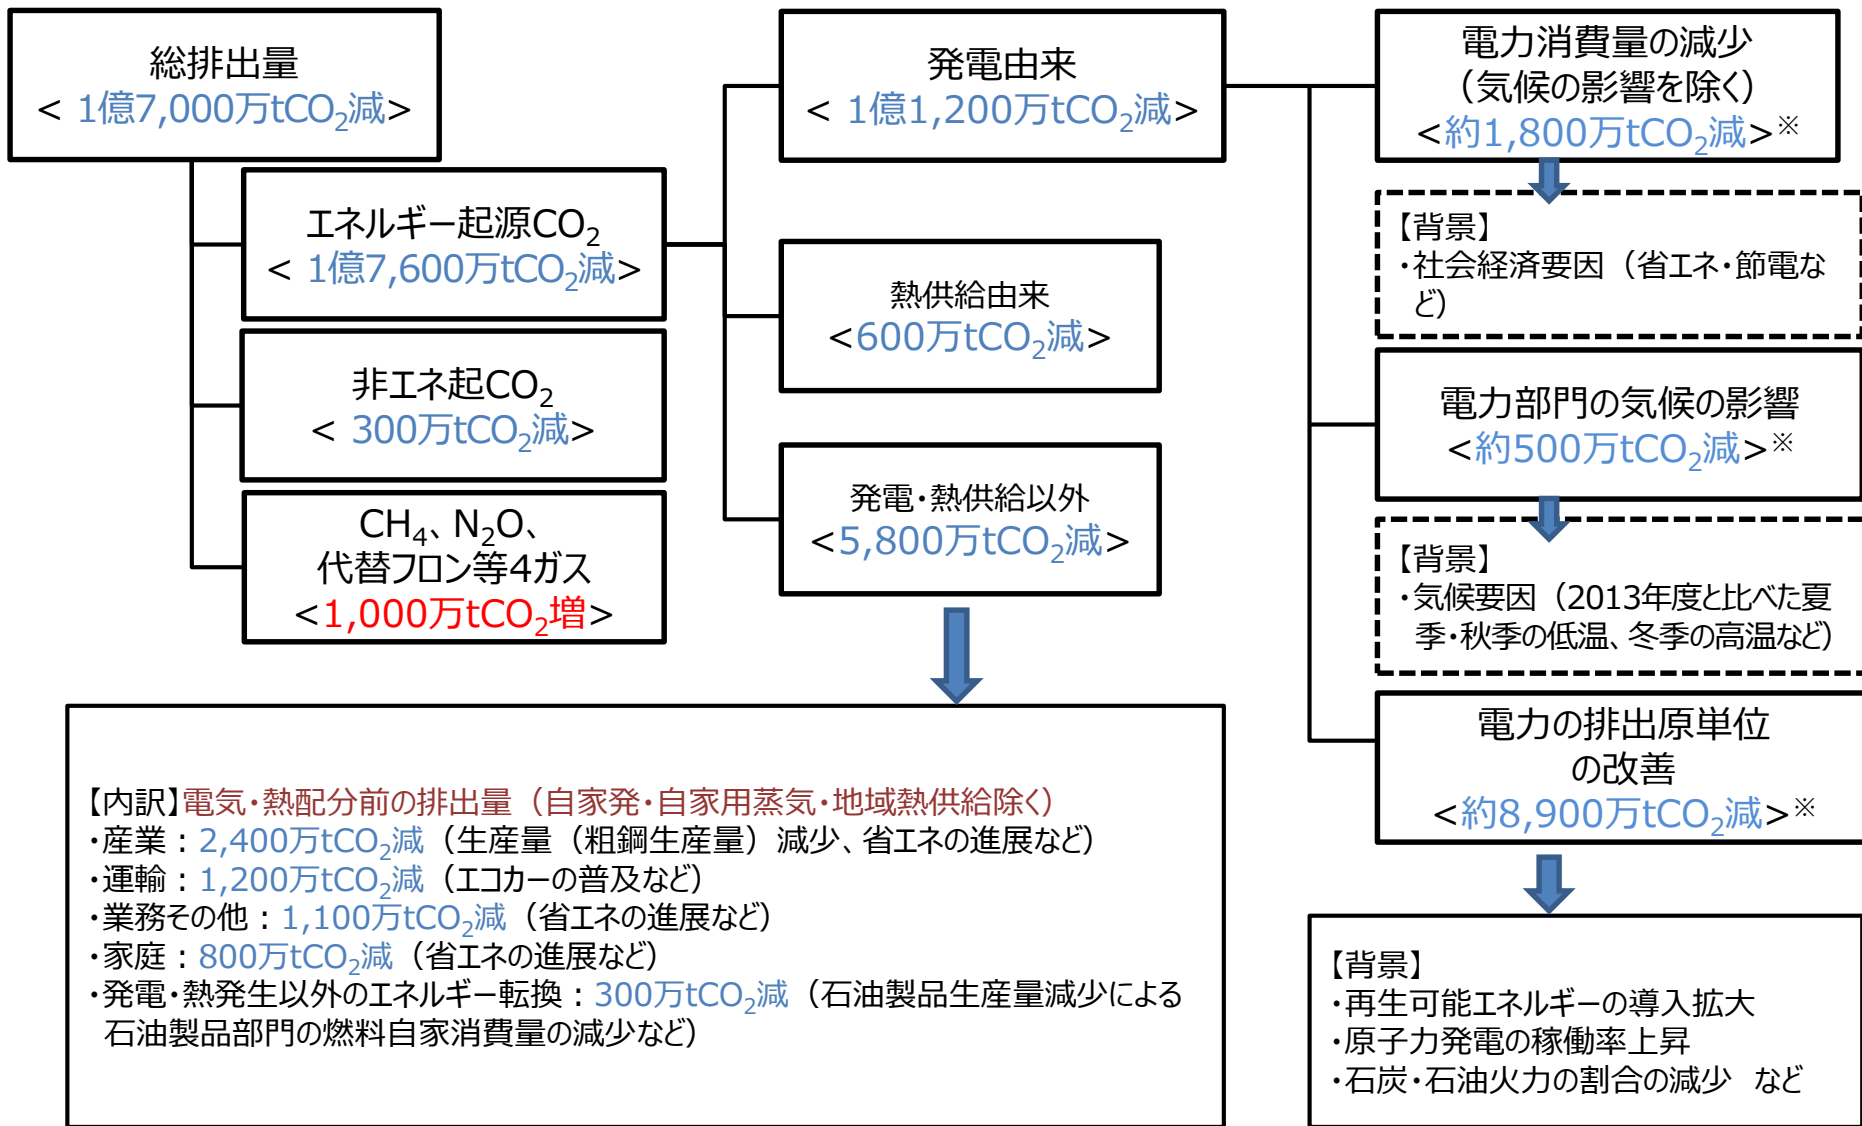 総排出量
< 1億7,000万tCO₂減>
エネルギー起源CO₂
< 1億7,600万tCO₂減>
非エネ起CO₂
< 300万tCO₂減>
CH₄、N₂O、
代替フロン等4ガス
<1,000万tCO₂増>
発電由来
< 1億1,200万tCO₂減>
熱供給由来
<600万tCO₂減>
発電・熱供給以外
<5,800万tCO₂減>
【内訳】電気・熱配分前の排出量（自家発・自家用蒸気・地域熱供給除く）
・産業：2,400万tCO₂減（生産量（粗鋼生産量）減少、省エネの進展など）
・運輸：1,200万tCO₂減（エコカーの普及など）
・業務その他：1,100万tCO₂減（省エネの進展など）
・家庭：800万tCO₂減（省エネの進展など）
・発電・熱発生以外のエネルギー転換：300万tCO₂減（石油製品生産量減少による
石油製品部門の燃料自家消費量の減少など）
電力消費量の減少
（気候の影響を除く）
<約1,800万tCO₂減>※
【背景】
・社会経済要因（省エネ・節電な
ど）
電力部門の気候の影響
<約500万tCO₂減>※
【背景】
・気候要因（2013年度と比べた夏
季・秋季の低温、冬季の高温など）
電力の排出原単位
の改善
<約8,900万tCO₂減>※
【背景】
・再生可能エネルギーの導入拡大
・原子力発電の稼働率上昇
・石炭・石油火力の割合の減少　など